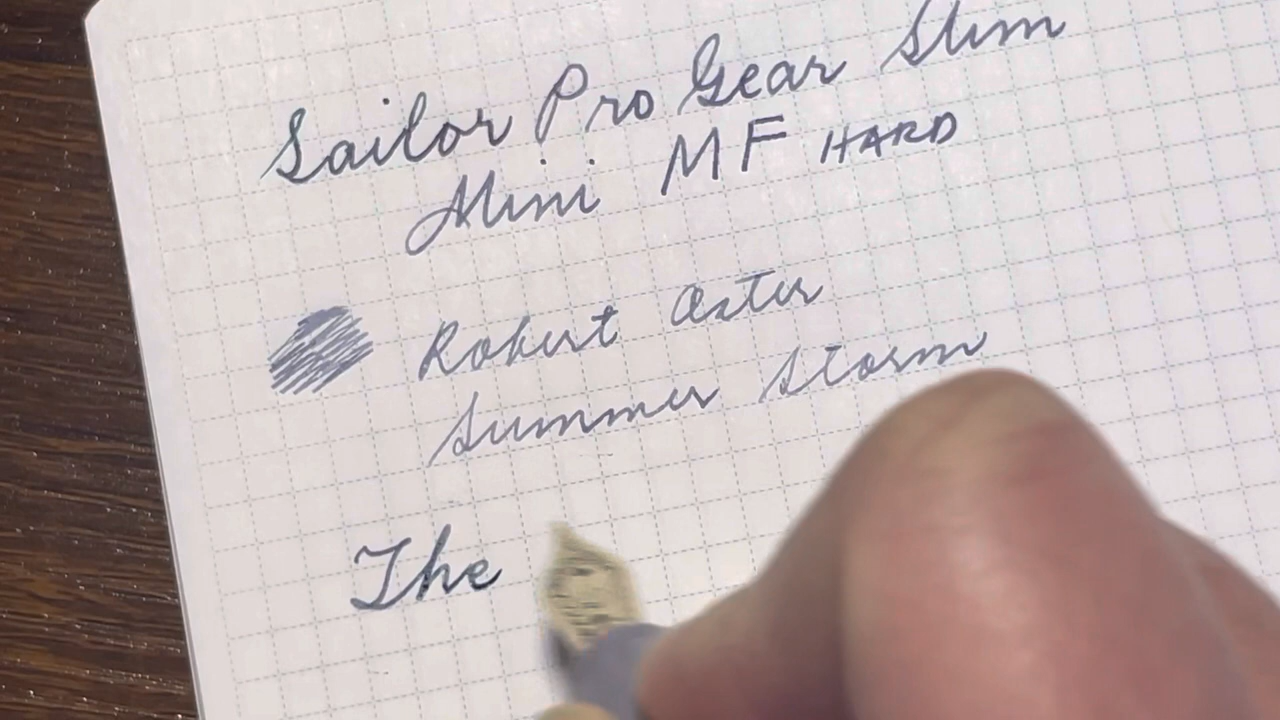 Sailor Pro Gear Slim
Mini MF HARD
Robert Oster
Summer Storm
The